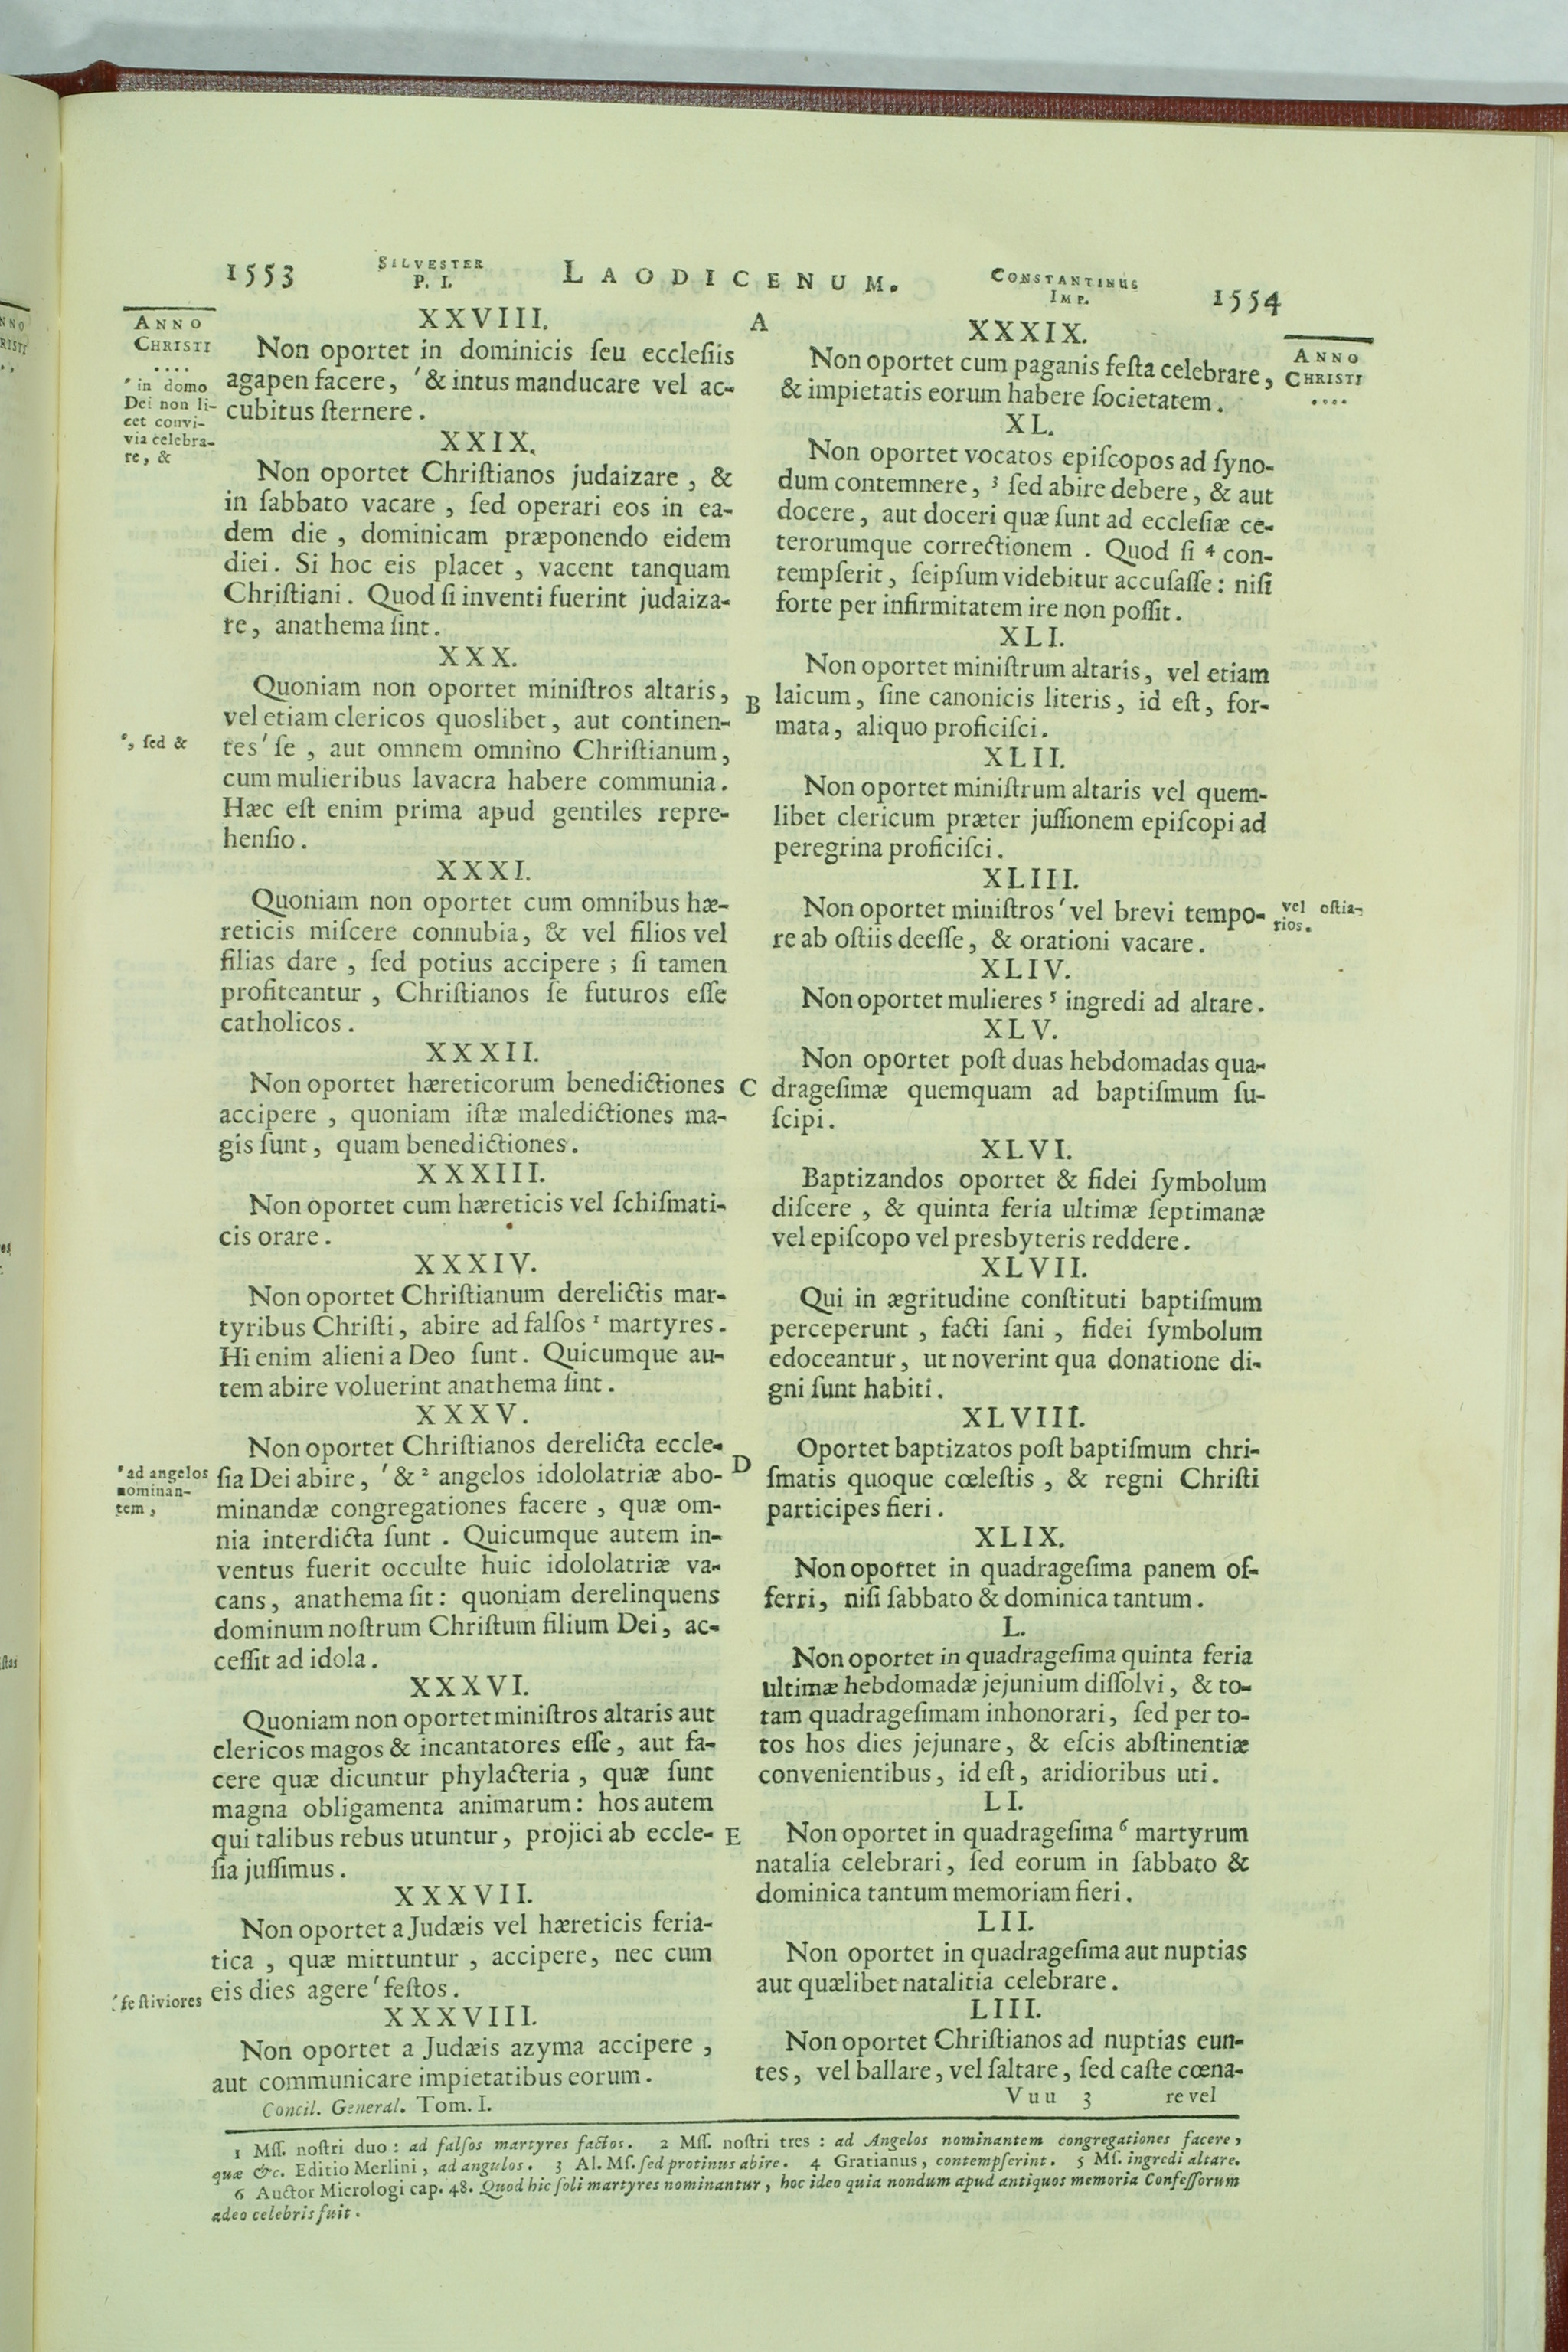 1553 SILVESTER P. I. LAODICENUM. CONSTANTINUS IMP. 1554
ANNO
CHRISTI
....
' in domo
Dei non li-
cet convi-
via celebra-
re, &
XXVIII.
Non oportet in dominicis ſeu eccleſiis
agapen facere, ' & intus manducare vel ac-
cubitus ſternere.
XXIX.
Non oportet Chriſtianos judaizare, &
in ſabbato vacare, ſed operari eos in ea-
dem die, dominicam præponendo eidem
diei. Si hoc eis placet, vacent tanquam
Chriſtiani. Quod ſi inventi fuerint judaiza-
re, anathema ſint.
XXX.
Quoniam non oportet miniſtros altaris,
vel etiam clericos quoslibet, aut continen-
', ſed &
tes ' ſe, aut omnem omnino Chriſtianum,
cum mulieribus lavacra habere communia.
Hæc eſt enim prima apud gentiles repre-
henſio.
XXXI.
Quoniam non oportet cum omnibus hæ-
reticis miſcere connubia, & vel filios vel
filias dare, ſed potius accipere; ſi tamen
profiteantur, Chriſtianos ſe futuros eſſe
catholicos.
XXXII.
Non oportet hæreticorum benedictiones
accipere, quoniam iſtæ maledictiones ma-
gis ſunt, quam benedictiones.
XXXIII.
Non oportet cum hæreticis vel ſchiſmati-
cis orare.
XXXIV.
Non oportet Chriſtianum derelictis mar-
tyribus Chriſti, abire ad falſos 1 martyres.
Hi enim alieni a Deo ſunt. Quicumque au-
tem abire voluerint anathema ſint.
XXXV.
Non oportet Chriſtianos derelicta eccle-
' ad angelos
nominan-
tem,
ſia Dei abire, ' & 2 angelos idololatriæ abo-
minandæ congregationes facere, quæ om-
nia interdicta ſunt. Quicumque autem in-
ventus fuerit occulte huic idololatriæ va-
cans, anathema ſit: quoniam derelinquens
dominum noſtrum Chriſtum filium Dei, ac-
ceſſit ad idola.
XXXVI.
Quoniam non oportet miniſtros altaris aut
clericos magos & incantatores eſſe, aut fa-
cere quæ dicuntur phylacteria, quæ ſunt
magna obligamenta animarum: hos autem
qui talibus rebus utuntur, projici ab eccle-
ſia juſſimus.
XXXVII.
Non oportet a Judæis vel hæreticis feria-
tica, quæ mittuntur, accipere, nec cum
' feſtiviores
eis dies agere ' feſtos.
XXXVIII.
Non oportet a Judæis azyma accipere,
aut communicare impietatibus eorum.
Concil. General. Tom. I.
A
B
C
D
E
ANNO
CHRISTI
....
XXXIX.
Non oportet cum paganis feſta celebrare,
& impietatis eorum habere ſocietatem.
XL.
Non oportet vocatos epiſcopos ad ſyno-
dum contemnere, 3 ſed abire debere, & aut
docere, aut doceri quæ ſunt ad eccleſiæ ce-
terorumque correctionem. Quod ſi 4 con-
tempſerit, ſeipſum videbitur accuſaſſe: niſi
forte per infirmitatem ire non poſſit.
XLI.
Non oportet miniſtrum altaris, vel etiam
laicum, ſine canonicis literis, id eſt, for-
mata, aliquo proficiſci.
XLII.
Non oportet miniſtrum altaris vel quem-
libet clericum præter juſſionem epiſcopi ad
peregrina proficiſci.
XLIII.
Non oportet miniſtros ' vel brevi tempo-
re ab oſtiis deeſſe, & orationi vacare.
vel oſtia-
rios.
XLIV.
Non oportet mulieres 5 ingredi ad altare.
XLV.
Non oportet poſt duas hebdomadas qua-
drageſimæ quemquam ad baptiſmum ſu-
ſcipi.
XLVI.
Baptizandos oportet & fidei ſymbolum
diſcere, & quinta feria ultimæ ſeptimanæ
vel epiſcopo vel presbyteris reddere.
XLVII.
Qui in ægritudine conſtituti baptiſmum
perceperunt, facti ſani, fidei ſymbolum
edoceantur, ut noverint qua donatione di-
gni ſunt habiti.
XLVIII.
Oportet baptizatos poſt baptiſmum chri-
ſmatis quoque cœleſtis, & regni Chriſti
participes fieri.
XLIX.
Non oportet in quadrageſima panem of-
ferri, niſi ſabbato & dominica tantum.
L.
Non oportet in quadrageſima quinta feria
ultimæ hebdomadæ jejunium diſſolvi, & to-
tam quadrageſimam inhonorari, ſed per to-
tos hos dies jejunare, & eſcis abſtinentiæ
convenientibus, id eſt, aridioribus uti.
LI.
Non oportet in quadrageſima 6 martyrum
natalia celebrari, ſed eorum in ſabbato &
dominica tantum memoriam fieri.
LII.
Non oportet in quadrageſima aut nuptias
aut quælibet natalitia celebrare.
LIII.
Non oportet Chriſtianos ad nuptias eun-
tes, vel ballare, vel ſaltare, ſed caſte cœna-
Vuu 3 re vel
1 Mſſ. noſtri duo: ad falſos martyres factos. 2 Mſſ. noſtri tres: ad Angelos nominantem congregationes facere,
quæ &c. Editio Merlini, ad angulos. 3 Al. Mſ. ſed protinus abire. 4 Gratianus, contempſerint. 5 Mſ. ingredi altare.
6 Auctor Micrologi cap. 48. Quod hic ſoli martyres nominantur, hoc ideo quia nondum apud antiquos memoria Confeſſorum
adeo celebris fuit.